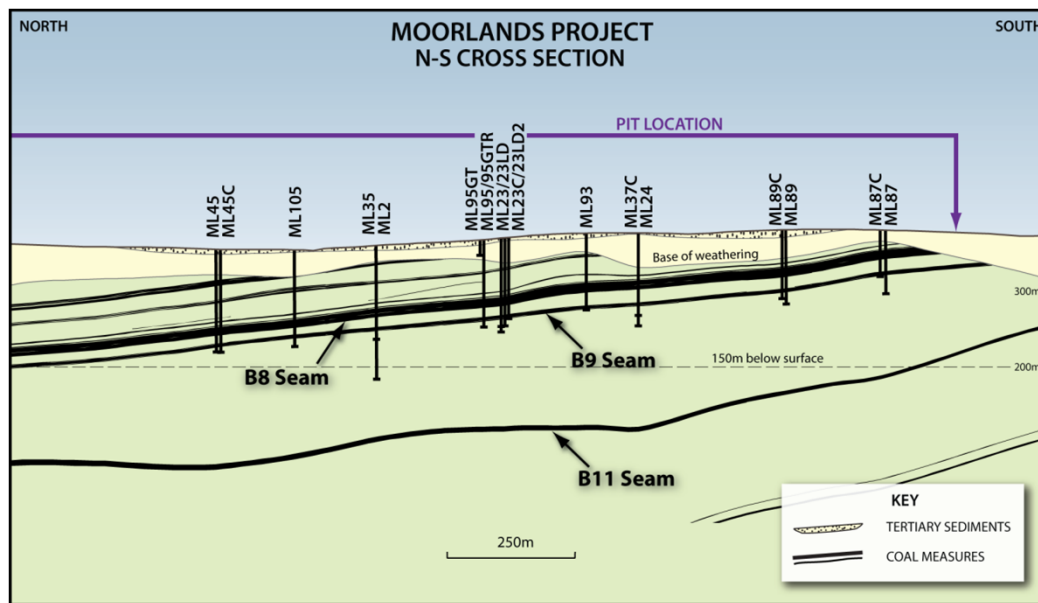 NORTH
MOORLANDS PROJECT
SOUTH
N-S CROSS SECTION
PIT LOCATION
ML45
ML45C
ML105
ML35
ML2
ML95GT
ML95/95GTR
ML23/23LD
ML23C/23LD2
ML93
ML37C
ML24
ML89C
ML89
ML87C
ML87
Base of weathering
300m
B9 Seam
150m below surface
B8 Seam
200m
B11 Seam
KEY
TERTIARY SEDIMENTS
COAL MEASURES
250m